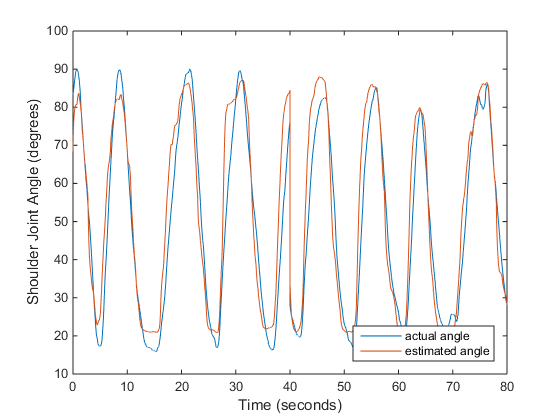 100
90
80
70
60
50
40
30
20
10
Shoulder Joint Angle (degrees)
actual angle
estimated angle
0 10 20 30 40 50 60 70 80
Time (seconds)